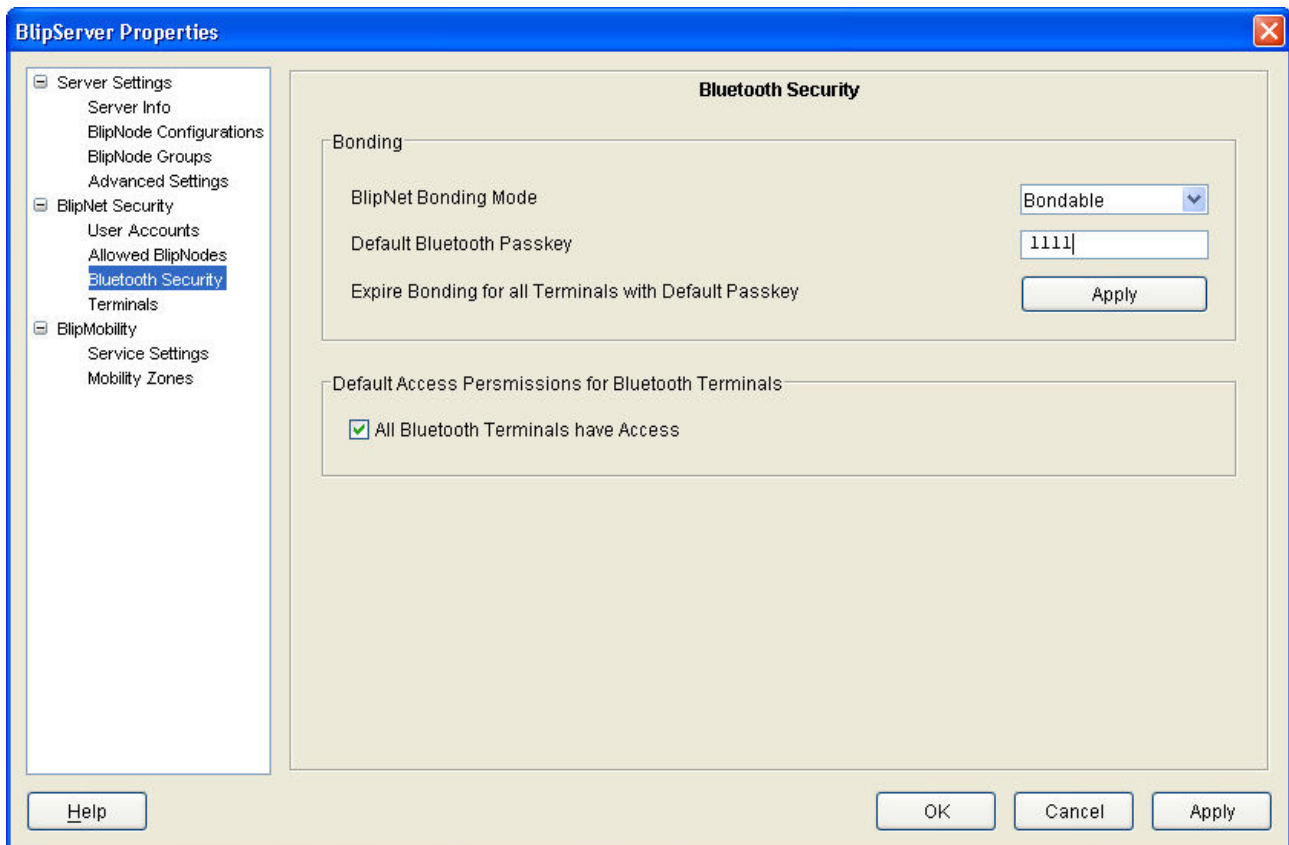 BlipServer Properties
Server Settings
Server Info
BlipNode Configurations
BlipNode Groups
Advanced Settings
BlipNet Security
User Accounts
Allowed BlipNodes
Bluetooth Security
Terminals
BlipMobility
Service Settings
Mobility Zones
Bluetooth Security
Bonding
BlipNet Bonding Mode Bondable
Default Bluetooth Passkey 1111
Expire Bonding for all Terminals with Default Passkey Apply
Default Access Persmissions for Bluetooth Terminals
All Bluetooth Terminals have Access
Help OK Cancel Apply